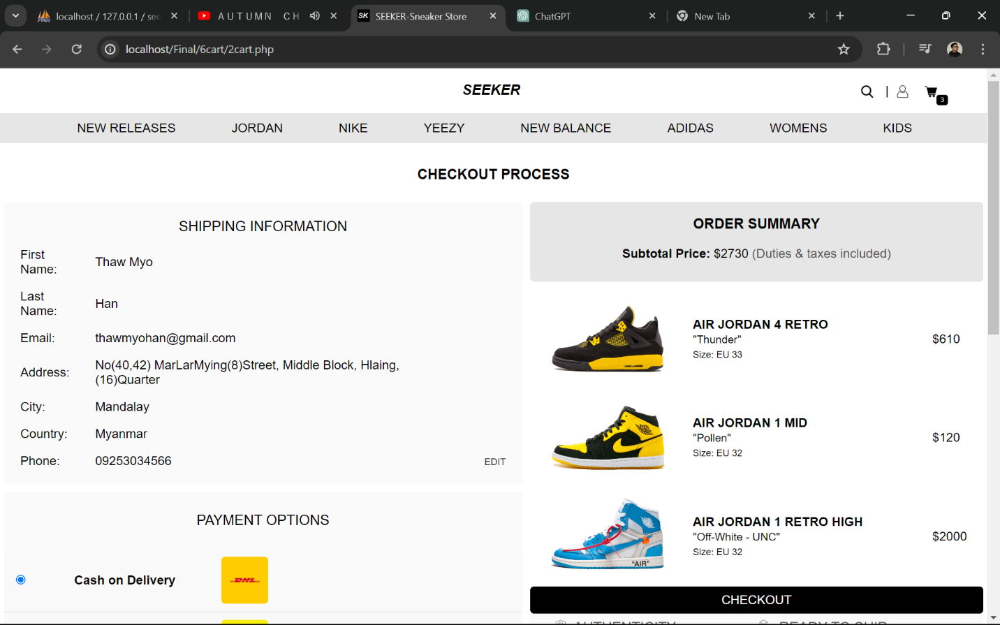 localhost / 127.0.0.1 / see
A U T U M N   C H
SK
SEEKER-Sneaker Store
ChatGPT
New Tab
localhost/Final/6cart/2cart.php
SEEKER
3
NEW RELEASES
JORDAN
NIKE
YEEZY
NEW BALANCE
ADIDAS
WOMENS
KIDS
CHECKOUT PROCESS
SHIPPING INFORMATION
First
Name:
Thaw Myo
Last
Name:
Han
Email:
thawmyohan@gmail.com
Address:
No(40,42) MarLarMying(8)Street, Middle Block, Hlaing,
(16)Quarter
City:
Mandalay
Country:
Myanmar
Phone:
09253034566
EDIT
PAYMENT OPTIONS
Cash on Delivery
DHL
ORDER SUMMARY
Subtotal Price: $2730 (Duties & taxes included)
AIR JORDAN 4 RETRO
"Thunder"
Size: EU 33
$610
AIR JORDAN 1 MID
"Pollen"
Size: EU 32
$120
AIR JORDAN 1 RETRO HIGH
"Off-White - UNC"
Size: EU 32
$2000
"AIR"
CHECKOUT
AUTHENTICITY
READY TO SHIP